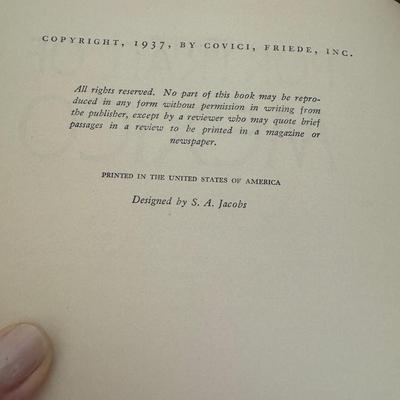 COPYRIGHT, 1937, BY COVICI, FRIEDE, INC.
All rights reserved. No part of this book may be repro-
duced in any form without permission in writing from
the publisher, except by a reviewer who may quote brief
passages in a review to be printed in a magazine or
newspaper.
PRINTED IN THE UNITED STATES OF AMERICA
Designed by S. A. Jacobs